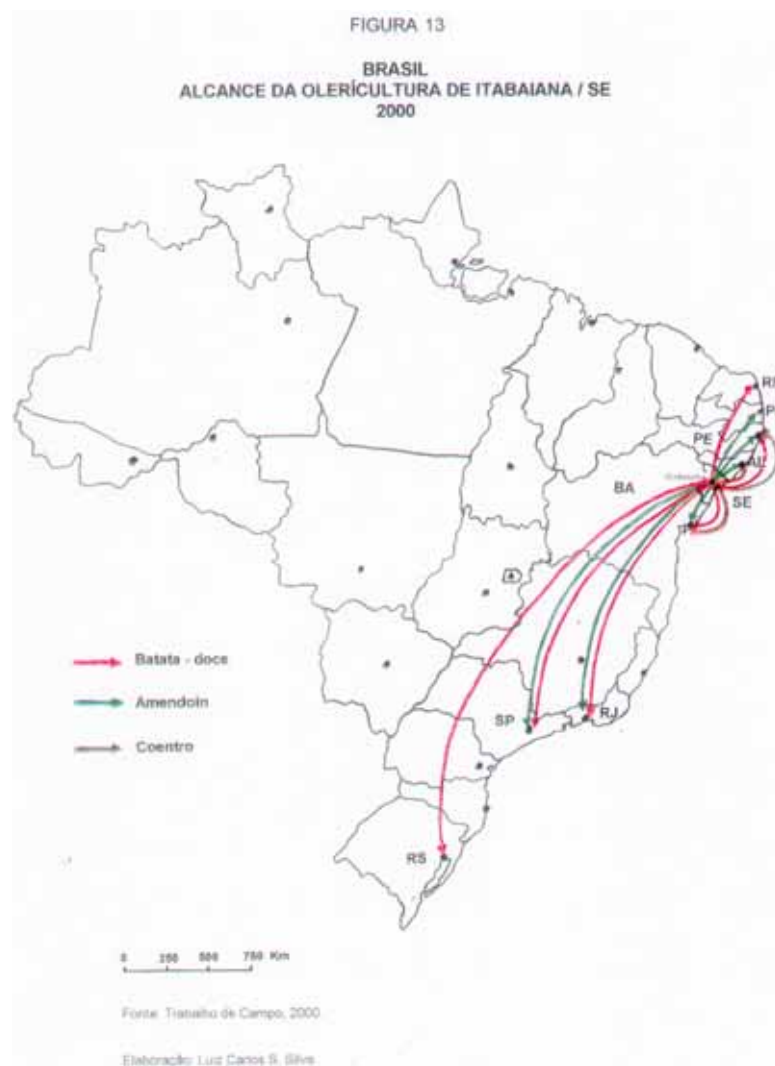 FIGURA 13
BRASIL
ALCANCE DA OLERÍCULTURA DE ITABAIANA / SE
2000
PE
AL
BA
SE
Batata - doce
Amendoin
Coentro
SP
RJ
RS
0 250 500 750 Km
Fonte: Trabalho de Campo, 2000
Elaboração: Luiz Carlos S. Silva